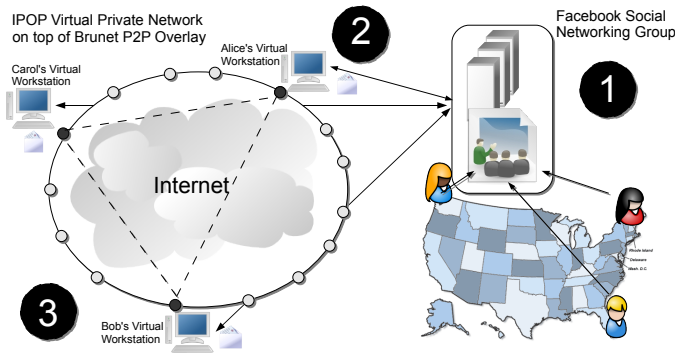 IPOP Virtual Private Network
on top of Brunet P2P Overlay
Facebook Social
Networking Group
2
1
Alice's Virtual
Workstation
Carol's Virtual
Workstation
Internet
Rhode Island
Delaware
Wash. D.C.
3
Bob's Virtual
Workstation